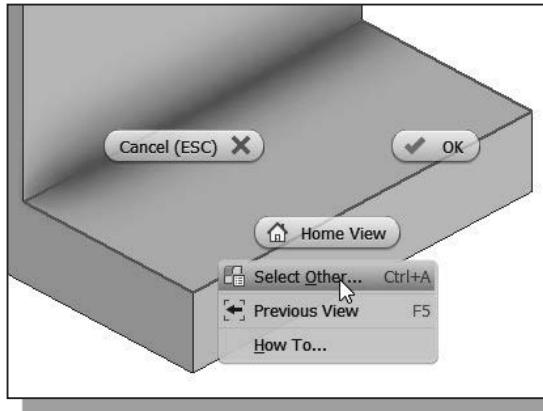 Cancel (ESC)
OK
Home View
Select Other... Ctrl+A
Previous View F5
How To...